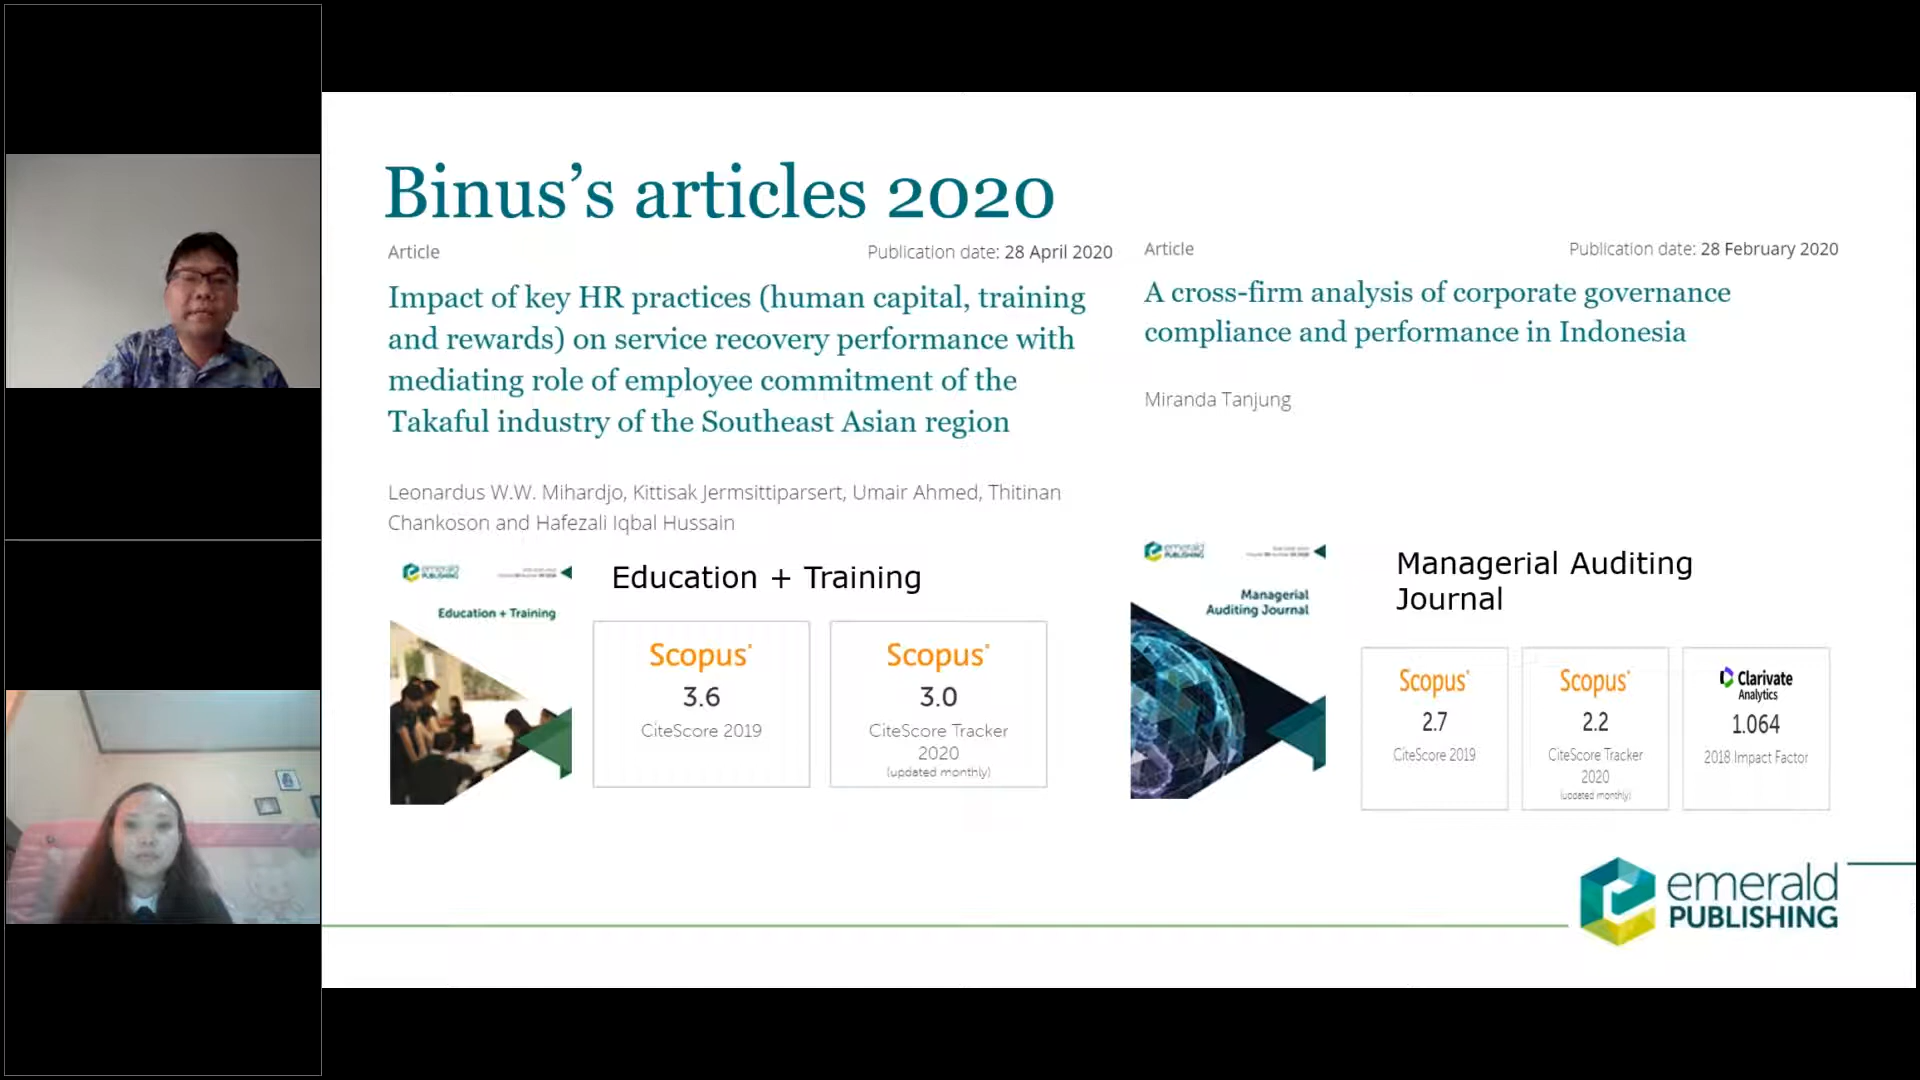 Binus’s articles 2020
Article
Publication date: 28 April 2020
Impact of key HR practices (human capital, training
and rewards) on service recovery performance with
mediating role of employee commitment of the
Takaful industry of the Southeast Asian region
Leonardus W.W. Mihardjo, Kittisak Jermsittiparsert, Umair Ahmed, Thitinan
Chankoson and Hafezali Iqbal Hussain
emerald
PUBLISHING
Education + Training
Education + Training
Scopus
3.6
CiteScore 2019
Scopus
3.0
CiteScore Tracker
2020
(updated monthly)
Article
Publication date: 28 February 2020
A cross-firm analysis of corporate governance
compliance and performance in Indonesia
Miranda Tanjung
emerald
PUBLISHING
Managerial
Auditing Journal
Managerial Auditing
Journal
Scopus
2.7
CiteScore 2019
Scopus
2.2
CiteScore Tracker
2020
(updated monthly)
Clarivate
Analytics
1.064
2018 Impact Factor
emerald
PUBLISHING